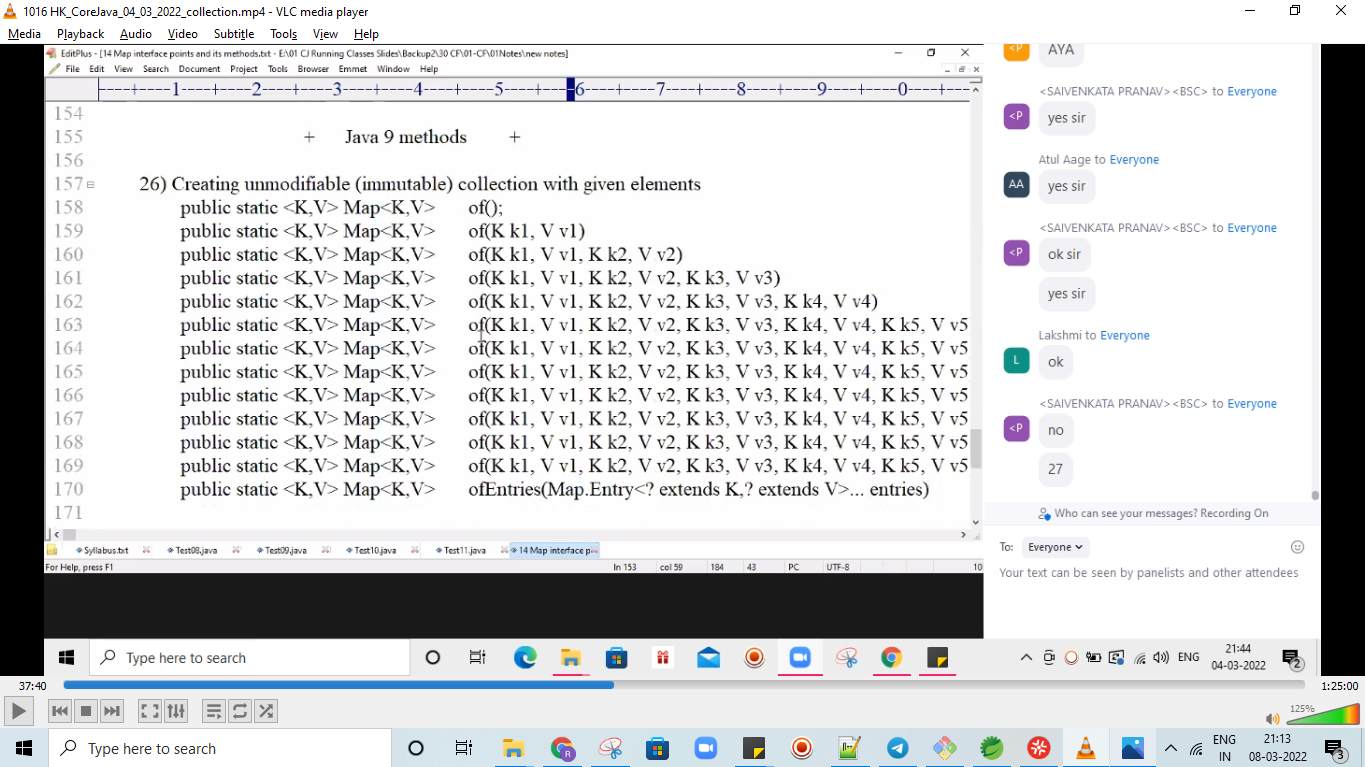 1016 HK_CoreJava_04_03_2022_collection.mp4 - VLC media player
Media Playback Audio Video Subtitle Tools View Help
EditPlus - [14 Map interface points and its methods.txt - E:\01 CJ Running Classes Slides\Backup2\30 CF\01-CF\01Notes\new notes]
File Edit View Search Document Project Tools Browser Emmet Window Help
----+----1----+----2----+----3----+----4----+----5----+----6----+----7----+----8----+----9----+----0----+--
154
155 + Java 9 methods +
156
157 26) Creating unmodifiable (immutable) collection with given elements
158 public static <K,V> Map<K,V> of();
159 public static <K,V> Map<K,V> of(K k1, V v1)
160 public static <K,V> Map<K,V> of(K k1, V v1, K k2, V v2)
161 public static <K,V> Map<K,V> of(K k1, V v1, K k2, V v2, K k3, V v3)
162 public static <K,V> Map<K,V> of(K k1, V v1, K k2, V v2, K k3, V v3, K k4, V v4)
163 public static <K,V> Map<K,V> of(K k1, V v1, K k2, V v2, K k3, V v3, K k4, V v4, K k5, V v5
164 public static <K,V> Map<K,V> of(K k1, V v1, K k2, V v2, K k3, V v3, K k4, V v4, K k5, V v5
165 public static <K,V> Map<K,V> of(K k1, V v1, K k2, V v2, K k3, V v3, K k4, V v4, K k5, V v5
166 public static <K,V> Map<K,V> of(K k1, V v1, K k2, V v2, K k3, V v3, K k4, V v4, K k5, V v5
167 public static <K,V> Map<K,V> of(K k1, V v1, K k2, V v2, K k3, V v3, K k4, V v4, K k5, V v5
168 public static <K,V> Map<K,V> of(K k1, V v1, K k2, V v2, K k3, V v3, K k4, V v4, K k5, V v5
169 public static <K,V> Map<K,V> of(K k1, V v1, K k2, V v2, K k3, V v3, K k4, V v4, K k5, V v5
170 public static <K,V> Map<K,V> ofEntries(Map.Entry<? extends K,? extends V>... entries)
171
Syllabus.txt Test08.java Test09.java Test10.java Test11.java 14 Map interface p
For Help, press F1 ln 153 col 59 184 43 PC UTF-8 10
<P AYA
<SAIVENKATA PRANAV><BSC> to Everyone
<P yes sir
Atul Aage to Everyone
AA yes sir
<SAIVENKATA PRANAV><BSC> to Everyone
<P ok sir
yes sir
Lakshmi to Everyone
L ok
<SAIVENKATA PRANAV><BSC> to Everyone
<P no
27
Who can see your messages? Recording On
To: Everyone
Your text can be seen by panelists and other attendees
Type here to search
ENG
21:44
04-03-2022
2
37:40
1:25:00
125%
Type here to search
R
ENG
IN
21:13
08-03-2022
3